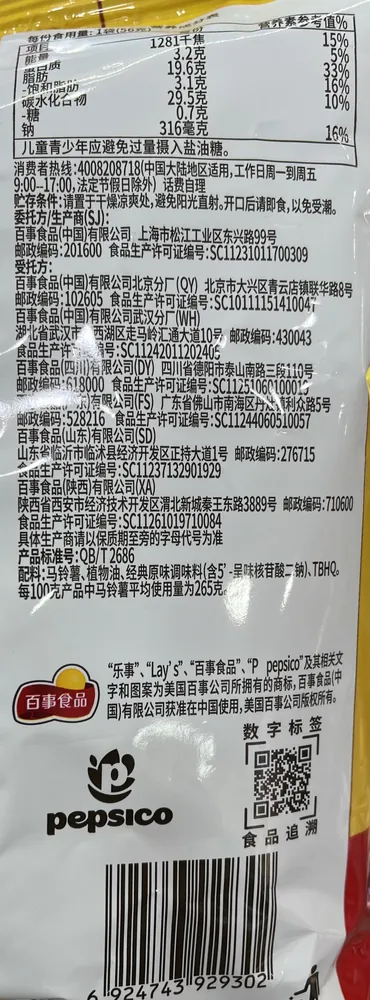 每份食用量:1袋(56克)
项目 营养素参考值%
能量 1281千焦 15%
蛋白质 3.2克 5%
脂肪 19.6克 33%
-饱和脂肪 3.1克 16%
碳水化合物 29.5克 10%
-糖 0.7克
钠 316毫克 16%
儿童青少年应避免过量摄入盐油糖。
消费者热线:4008208718(中国大陆地区适用,工作日周一到周五
9:00--17:00,法定节假日除外) 话费自理
贮存条件:请置于干燥凉爽处,避免阳光直射。开口后请即食,以免受潮。
委托方/生产商(SJ):
百事食品(中国)有限公司 上海市松江工业区东兴路99号
邮政编码:201600 食品生产许可证编号:SC11231011700309
受托方:
百事食品(中国)有限公司北京分厂(QY) 北京市大兴区青云店镇联华路8号
邮政编码:102605 食品生产许可证编号:SC10111151410047
百事食品(中国)有限公司武汉分厂(WH)
湖北省武汉市 西湖区走马岭汇通大道10号 邮政编码:430043
食品生产许可证编号:SC11242011202405
百事食品(四川)有限公司(DY) 四川省德阳市泰山南路三段110号
邮政编码:618000 食品生产许可证编号:SC11251060100019
有限公司(FS) 广东省佛山市南海区丹灶镇利众路5号
邮政编码:528216 食品生产许可证编号:SC11244060510057
百事食品(山东)有限公司(SD)
山东省临沂市临沭县经济开发区正持大道1号 邮政编码:276715
食品生产许可证编号:SC11237132901929
百事食品(陕西)有限公司(XA)
陕西省西安市经济技术开发区渭北新城泰王东路3889号 邮政编码:710600
食品生产许可证编号:SC11261019710084
具体生产商请以保质期至旁的字母代号为准
产品标准号:QB/T 2686
配料:马铃薯、植物油、经典原味调味料(含5'-呈味核苷酸二钠)、TBHQ。
每100克产品中马铃薯平均使用量为265克。
百事食品
“乐事”、“Lay's”、“百事食品”、“P pepsico”及其相关文
字和图案为美国百事公司所拥有的商标,百事食品(中
国)有限公司获准在中国使用,美国百事公司版权所有。
数字标签
pepsico
食品追溯
6 924743 929302